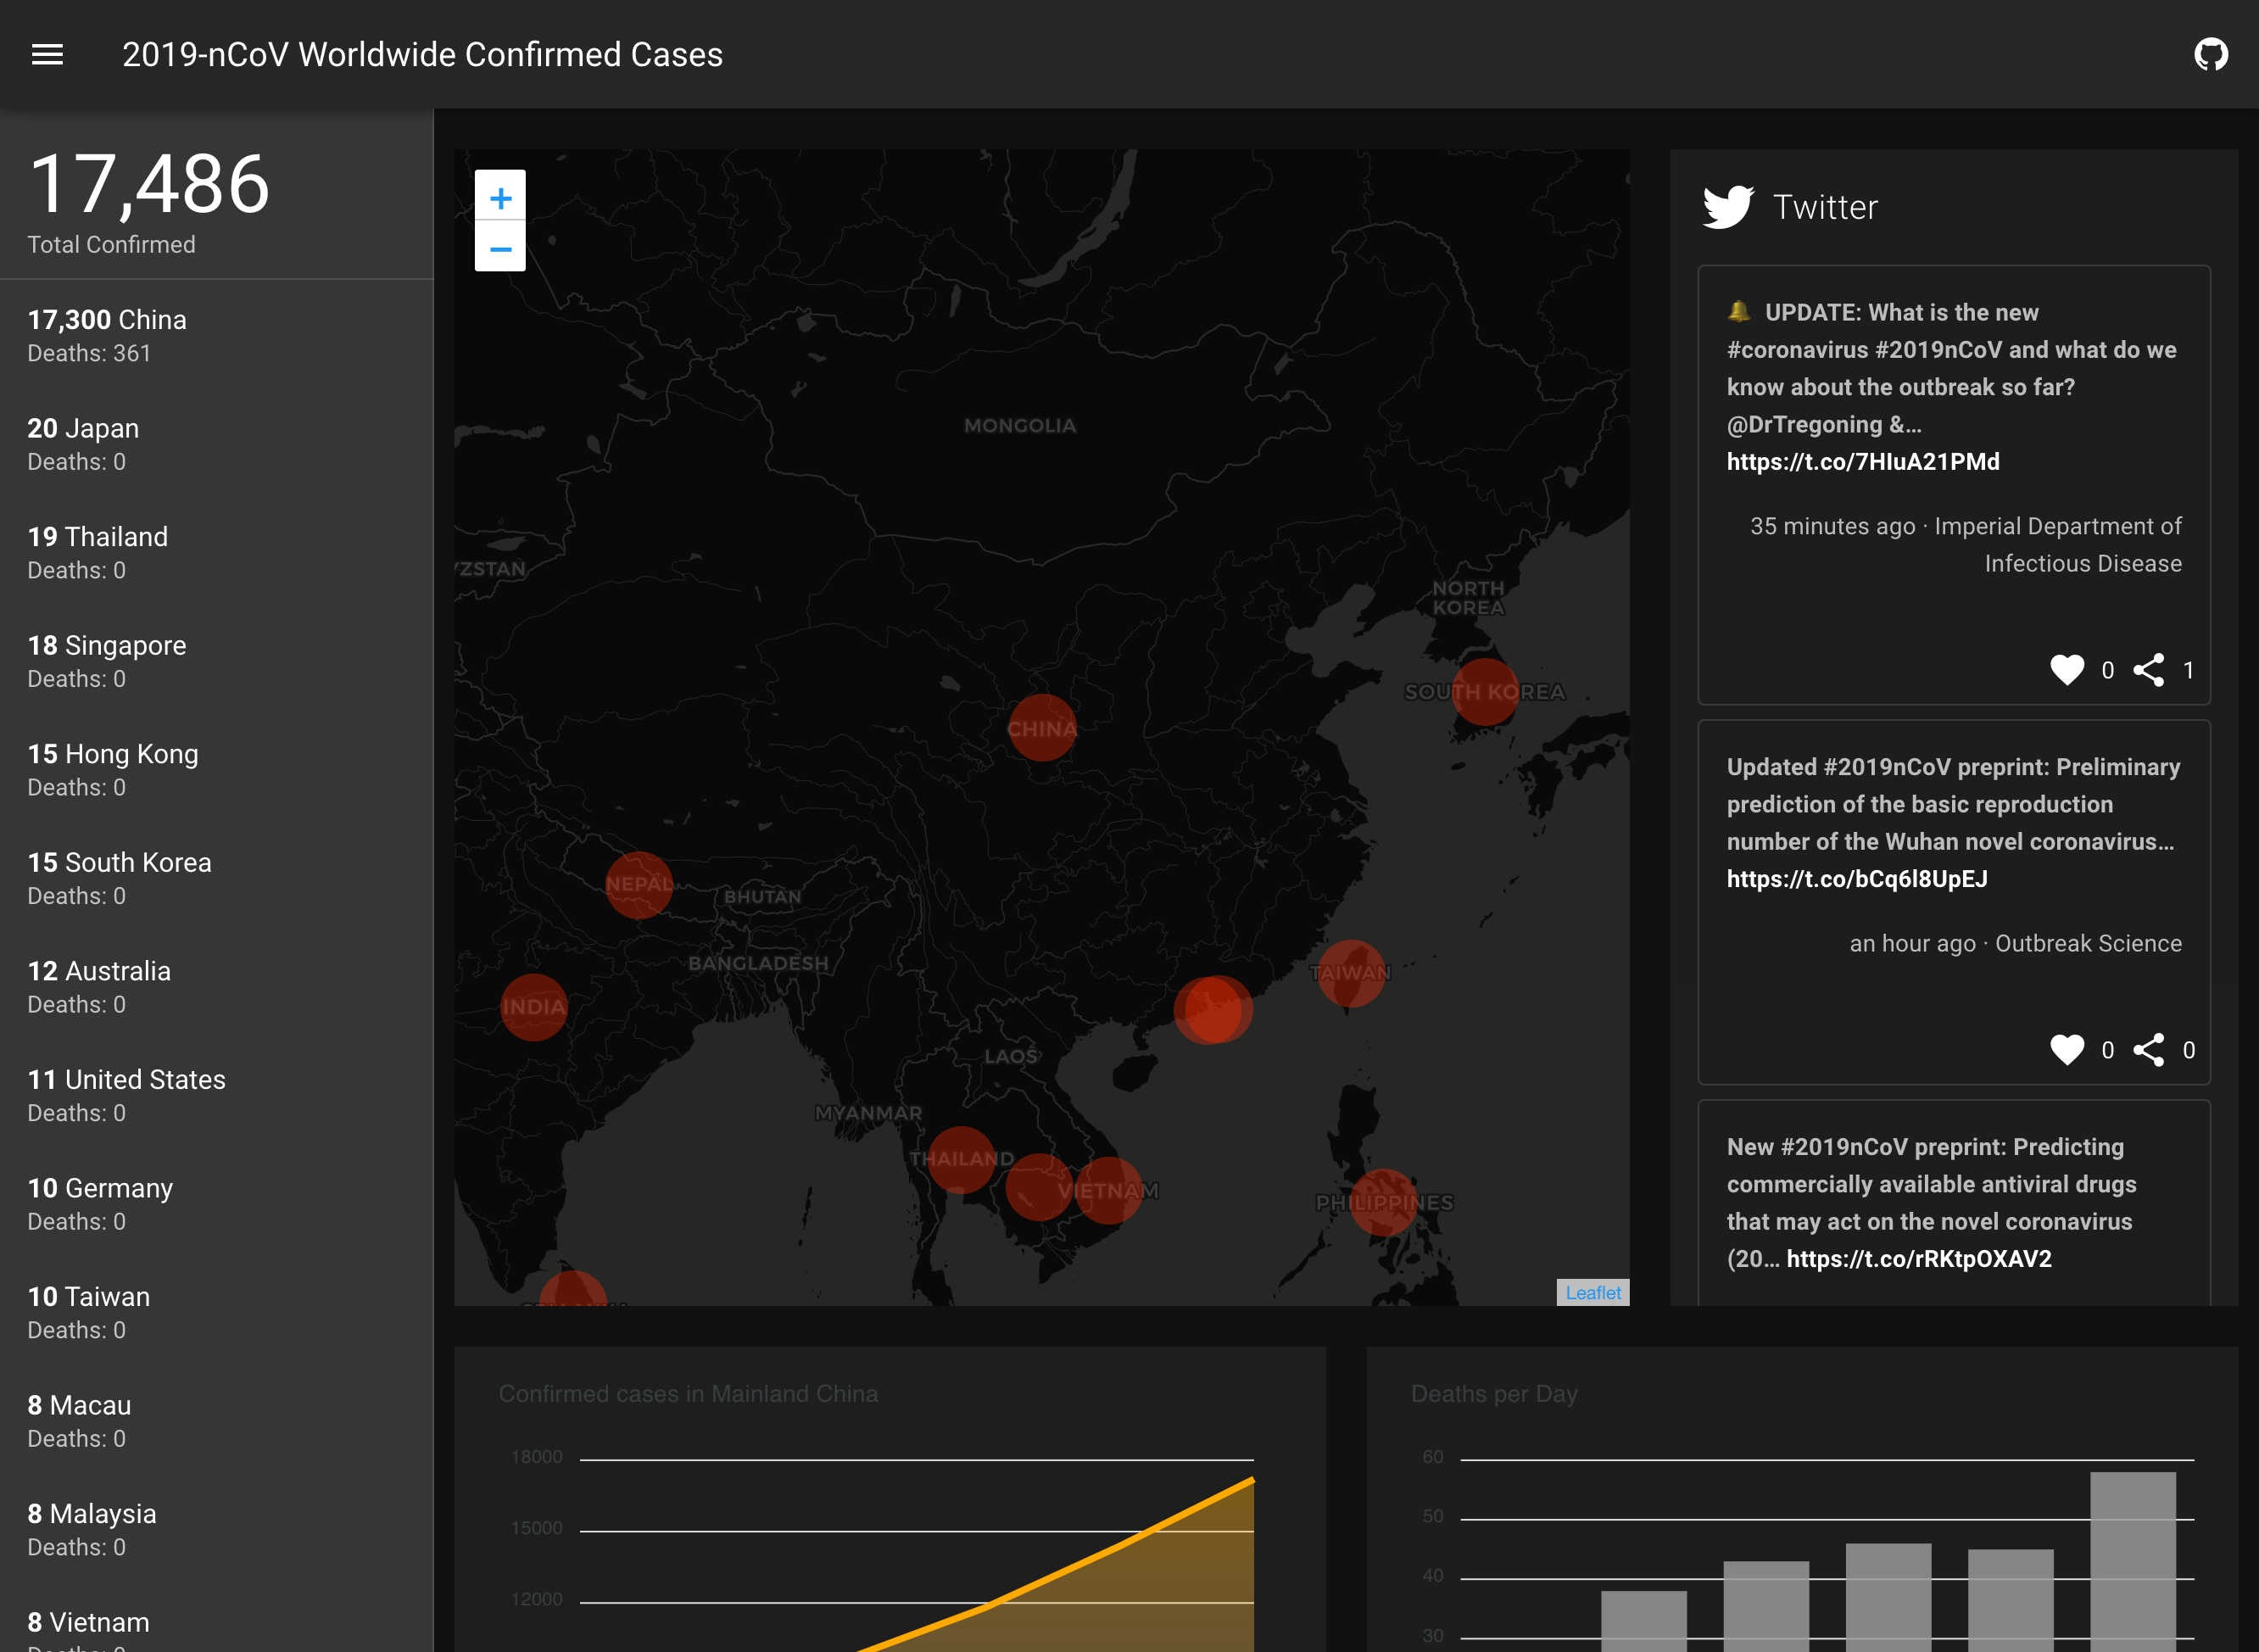 2019-nCoV Worldwide Confirmed Cases
17,486
Total Confirmed
17,300 China
Deaths: 361
20 Japan
Deaths: 0
19 Thailand
Deaths: 0
18 Singapore
Deaths: 0
15 Hong Kong
Deaths: 0
15 South Korea
Deaths: 0
12 Australia
Deaths: 0
11 United States
Deaths: 0
10 Germany
Deaths: 0
10 Taiwan
Deaths: 0
8 Macau
Deaths: 0
8 Malaysia
Deaths: 0
8 Vietnam
+
−
MONGOLIA
YZSTAN
NORTH
KOREA
SOUTH KOREA
CHINA
NEPAL
BHUTAN
BANGLADESH
TAIWAN
INDIA
LAOS
MYANMAR
THAILAND
VIETNAM
PHILIPPINES
Leaflet
Twitter
🔔 UPDATE: What is the new
#coronavirus #2019nCoV and what do we
know about the outbreak so far?
@DrTregoning &…
https://t.co/7HIuA21PMd
35 minutes ago · Imperial Department of
Infectious Disease
0 1
Updated #2019nCoV preprint: Preliminary
prediction of the basic reproduction
number of the Wuhan novel coronavirus…
https://t.co/bCq6l8UpEJ
an hour ago · Outbreak Science
0 0
New #2019nCoV preprint: Predicting
commercially available antiviral drugs
that may act on the novel coronavirus
(20… https://t.co/rRKtpOXAV2
Confirmed cases in Mainland China
18000
15000
12000
Deaths per Day
60
50
40
30